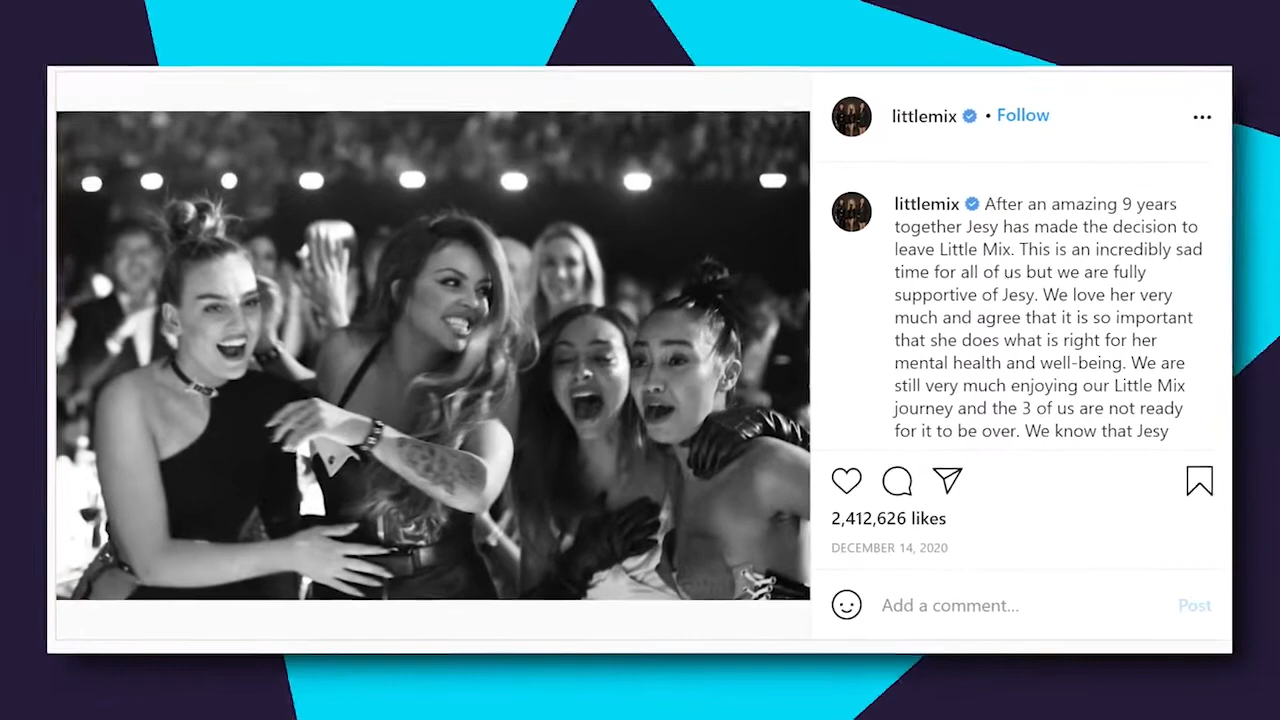 littlemix • Follow
littlemix After an amazing 9 years
together Jesy has made the decision to
leave Little Mix. This is an incredibly sad
time for all of us but we are fully
supportive of Jesy. We love her very
much and agree that it is so important
that she does what is right for her
mental health and well-being. We are
still very much enjoying our Little Mix
journey and the 3 of us are not ready
for it to be over. We know that Jesy
2,412,626 likes
DECEMBER 14, 2020
Add a comment...
Post